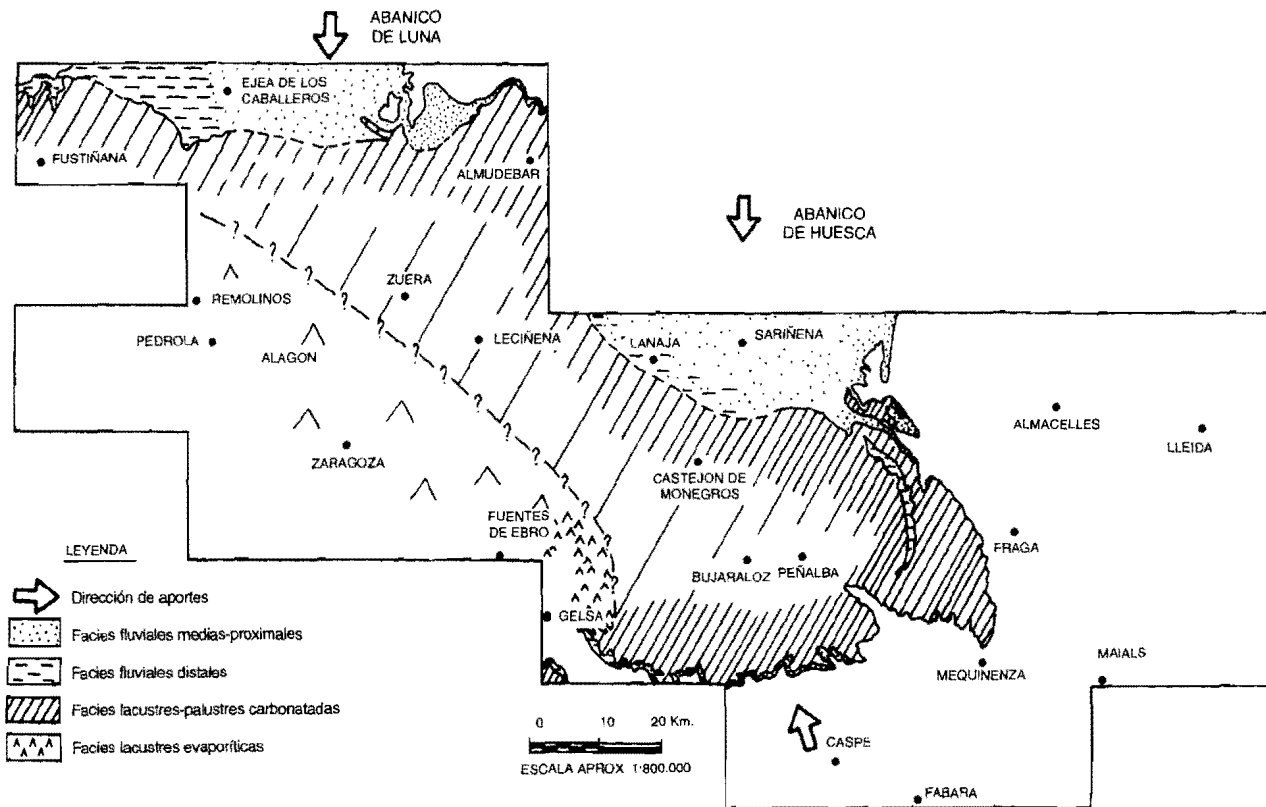 ABANICO
DE LUNA
EJEA DE LOS
CABALLEROS
FUSTIÑANA
ALMUDEBAR
ABANICO
DE HUESCA
?
?
?
?
?
?
?
?
?
?
?
?
?
ZUERA
REMOLINOS
PEDROLA
ALAGON
LECIÑENA
LANAJA
SARIÑENA
ALMACELLES
LLEIDA
ZARAGOZA
CASTEJON DE
MONEGROS
FUENTES
DE EBRO
FRAGA
BUJARALOZ
PEÑALBA
GELSA
MEQUINENZA
MAIALS
CASPE
FABARA
LEYENDA
Dirección de aportes
Facies fluviales medias-proximales
Facies fluviales distales
Facies lacustres-palustres carbonatadas
Facies lacustres evaporíticas
0 10 20 Km.
ESCALA APROX 1:800.000